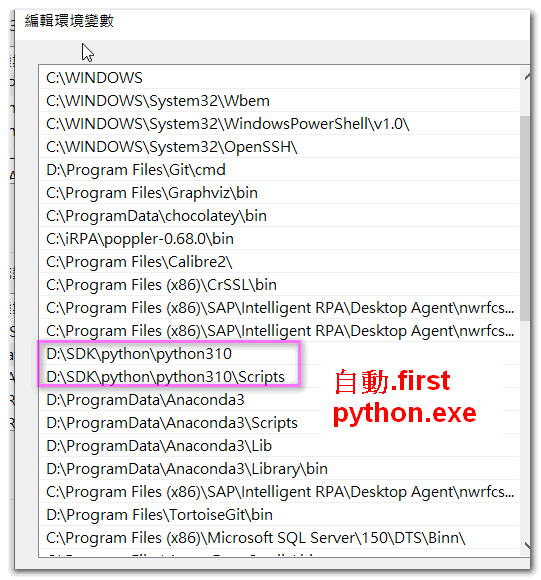 編輯環境變數
C:\WINDOWS
C:\WINDOWS\System32\Wbem
C:\WINDOWS\System32\WindowsPowerShell\v1.0\
C:\WINDOWS\System32\OpenSSH\
D:\Program Files\Git\cmd
C:\Program Files\Graphviz\bin
C:\ProgramData\chocolatey\bin
C:\iRPA\poppler-0.68.0\bin
C:\Program Files\Calibre2\
C:\Program Files (x86)\CrSSL\bin
C:\Program Files (x86)\SAP\Intelligent RPA\Desktop Agent\nwrfcs...
C:\Program Files (x86)\SAP\Intelligent RPA\Desktop Agent\nwrfcs...
D:\SDK\python\python310
D:\SDK\python\python310\Scripts
D:\ProgramData\Anaconda3
D:\ProgramData\Anaconda3\Scripts
D:\ProgramData\Anaconda3\Lib
D:\ProgramData\Anaconda3\Library\bin
C:\Program Files (x86)\SAP\Intelligent RPA\Desktop Agent\nwrfcs...
D:\Program Files\TortoiseGit\bin
C:\Program Files (x86)\Microsoft SQL Server\150\DTS\Binn\
自動.first
python.exe